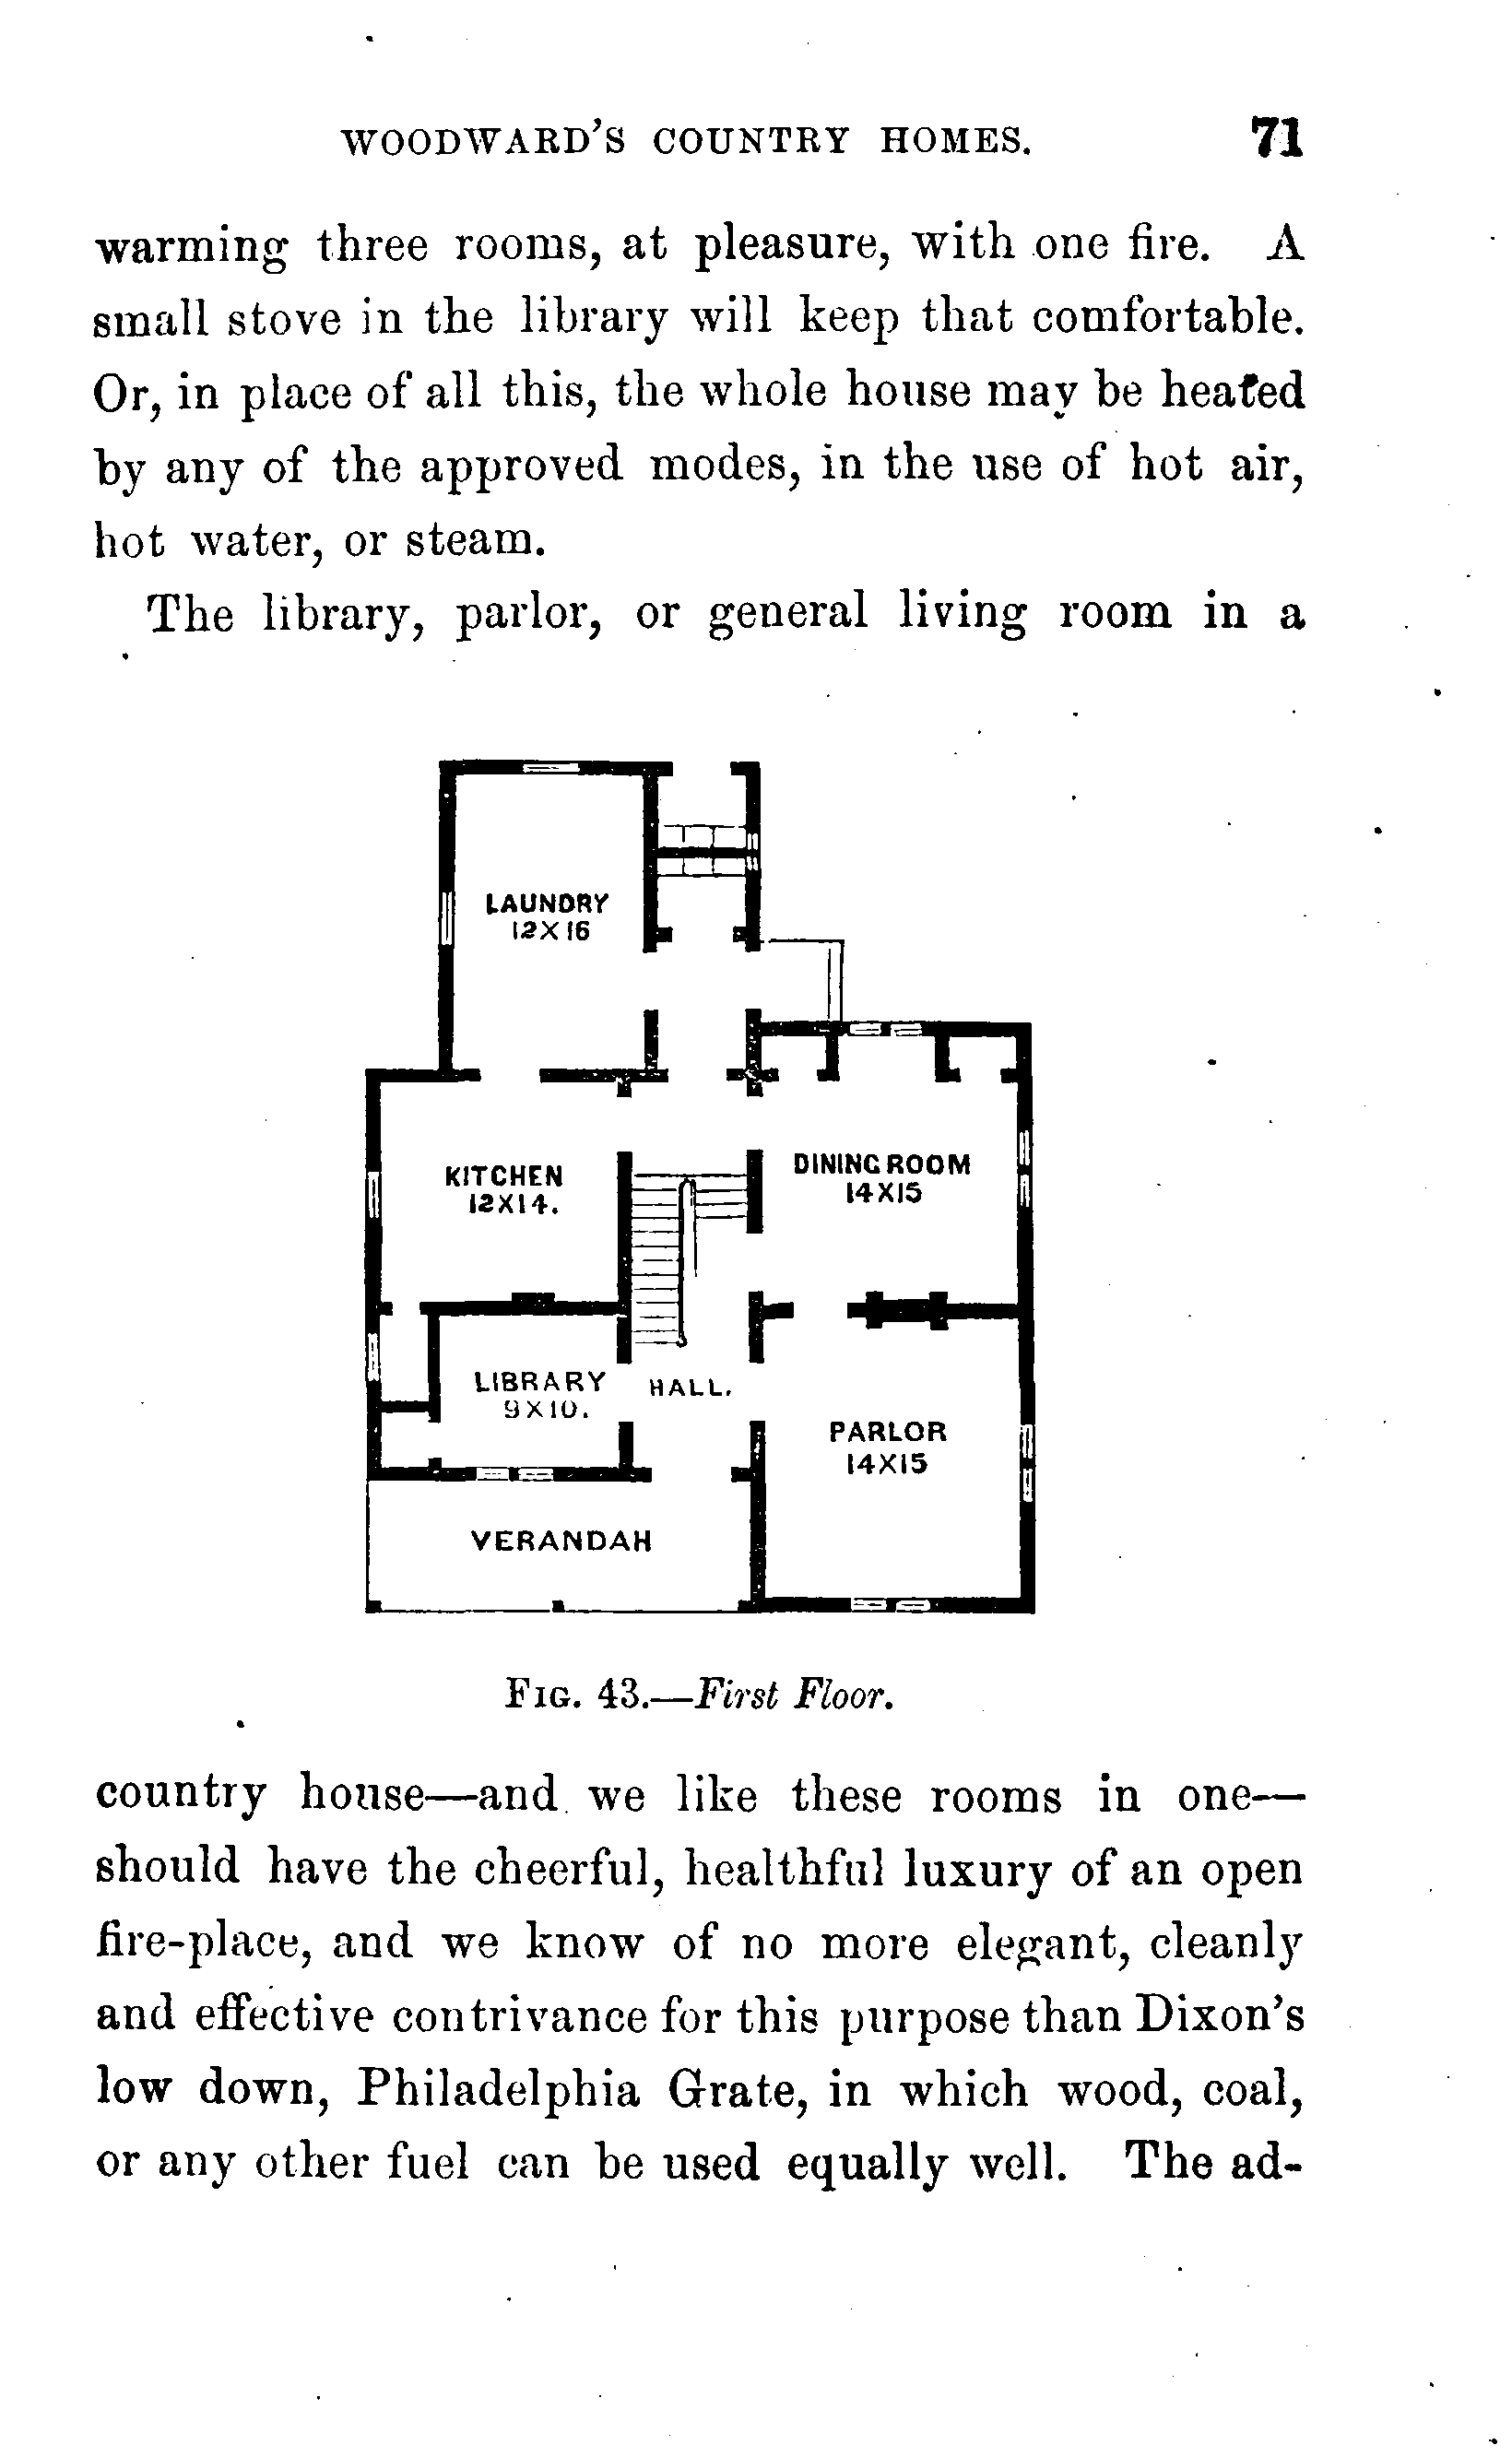 WOODWARD'S COUNTRY HOMES. 71
warming three rooms, at pleasure, with one fire. A
small stove in the library will keep that comfortable.
Or, in place of all this, the whole house may be heated
by any of the approved modes, in the use of hot air,
hot water, or steam.
The library, parlor, or general living room in a
LAUNDRY
12X16
KITCHEN
12X14.
DINING ROOM
14X15
LIBRARY
9X10.
HALL.
PARLOR
14X15
VERANDAH
FIG. 43.—First Floor.
country house—and we like these rooms in one—
should have the cheerful, healthful luxury of an open
fire-place, and we know of no more elegant, cleanly
and effective contrivance for this purpose than Dixon's
low down, Philadelphia Grate, in which wood, coal,
or any other fuel can be used equally well. The ad-